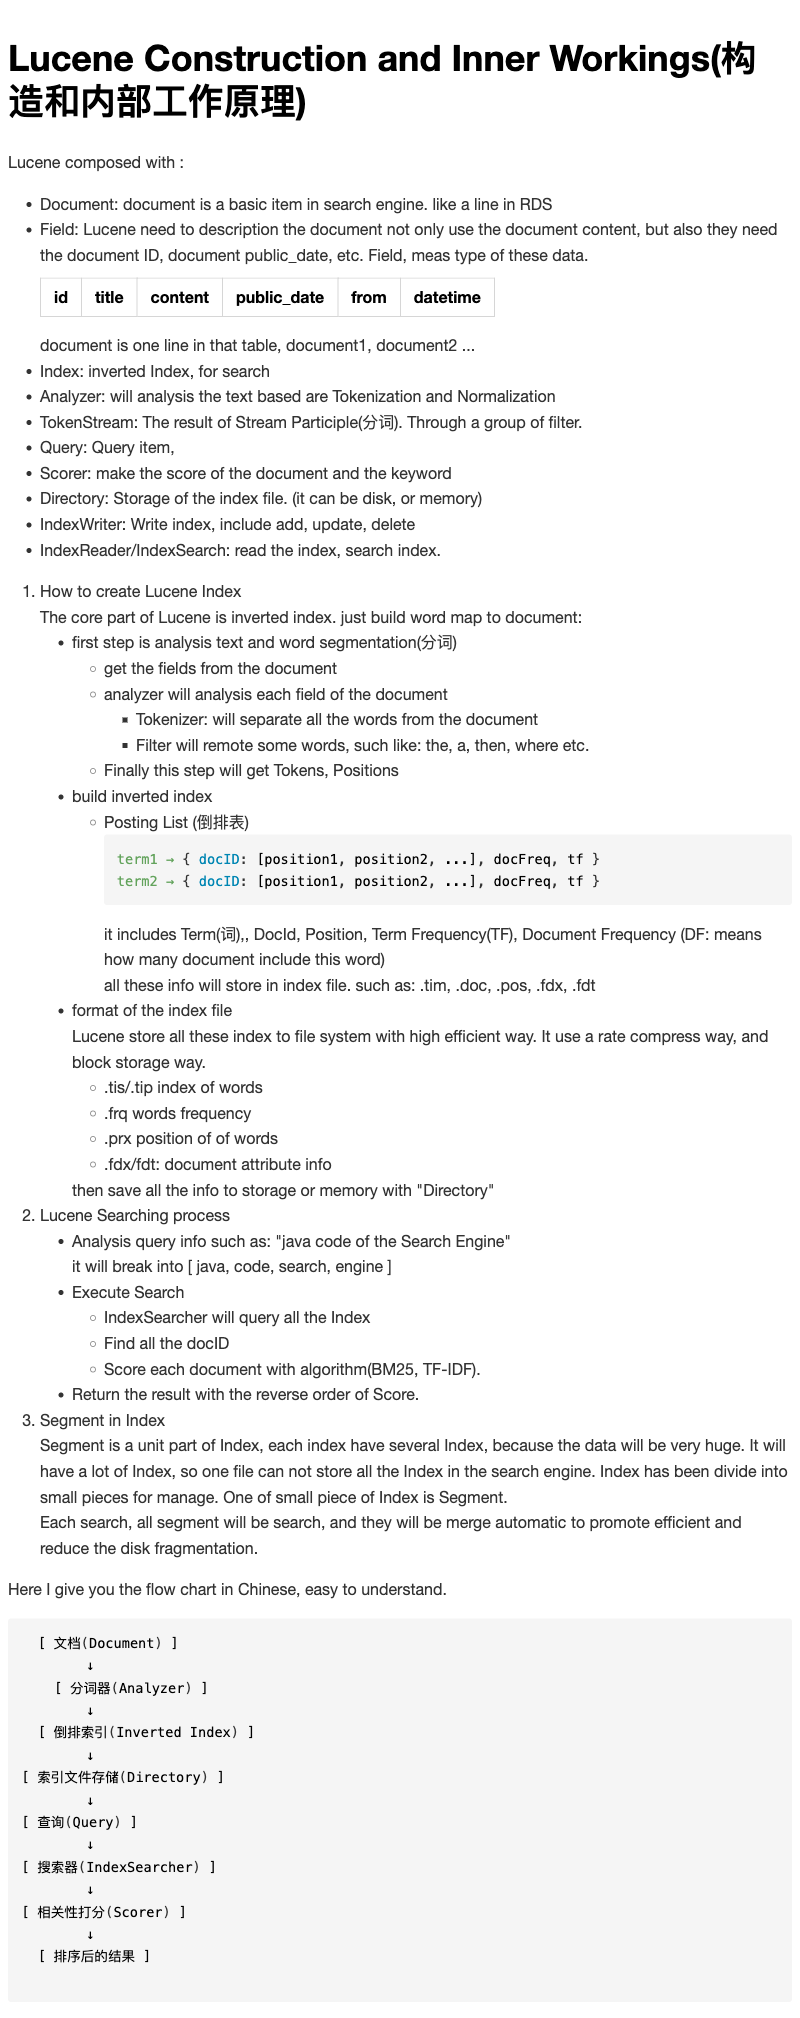 Lucene Construction and Inner Workings(构
造和内部工作原理)
Lucene composed with :
• Document: document is a basic item in search engine. like a line in RDS
• Field: Lucene need to description the document not only use the document content, but also they need
the document ID, document public_date, etc. Field, meas type of these data.
id title content public_date from datetime
document is one line in that table, document1, document2 ...
• Index: inverted Index, for search
• Analyzer: will analysis the text based are Tokenization and Normalization
• TokenStream: The result of Stream Participle(分词). Through a group of filter.
• Query: Query item,
• Scorer: make the score of the document and the keyword
• Directory: Storage of the index file. (it can be disk, or memory)
• IndexWriter: Write index, include add, update, delete
• IndexReader/IndexSearch: read the index, search index.
1. How to create Lucene Index
The core part of Lucene is inverted index. just build word map to document:
• first step is analysis text and word segmentation(分词)
◦ get the fields from the document
◦ analyzer will analysis each field of the document
▪ Tokenizer: will separate all the words from the document
▪ Filter will remote some words, such like: the, a, then, where etc.
◦ Finally this step will get Tokens, Positions
• build inverted index
◦ Posting List (倒排表)
term1 → { docID: [position1, position2, ...], docFreq, tf }
term2 → { docID: [position1, position2, ...], docFreq, tf }
it includes Term(词),, DocId, Position, Term Frequency(TF), Document Frequency (DF: means
how many document include this word)
all these info will store in index file. such as: .tim, .doc, .pos, .fdx, .fdt
• format of the index file
Lucene store all these index to file system with high efficient way. It use a rate compress way, and
block storage way.
◦ .tis/.tip index of words
◦ .frq words frequency
◦ .prx position of of words
◦ .fdx/fdt: document attribute info
then save all the info to storage or memory with "Directory"
2. Lucene Searching process
• Analysis query info such as: "java code of the Search Engine"
it will break into [ java, code, search, engine ]
• Execute Search
◦ IndexSearcher will query all the Index
◦ Find all the docID
◦ Score each document with algorithm(BM25, TF-IDF).
• Return the result with the reverse order of Score.
3. Segment in Index
Segment is a unit part of Index, each index have several Index, because the data will be very huge. It will
have a lot of Index, so one file can not store all the Index in the search engine. Index has been divide into
small pieces for manage. One of small piece of Index is Segment.
Each search, all segment will be search, and they will be merge automatic to promote efficient and
reduce the disk fragmentation.
Here I give you the flow chart in Chinese, easy to understand.
[ 文档(Document) ]
↓
[ 分词器(Analyzer) ]
↓
[ 倒排索引(Inverted Index) ]
↓
[ 索引文件存储(Directory) ]
↓
[ 查询(Query) ]
↓
[ 搜索器(IndexSearcher) ]
↓
[ 相关性打分(Scorer) ]
↓
[ 排序后的结果 ]